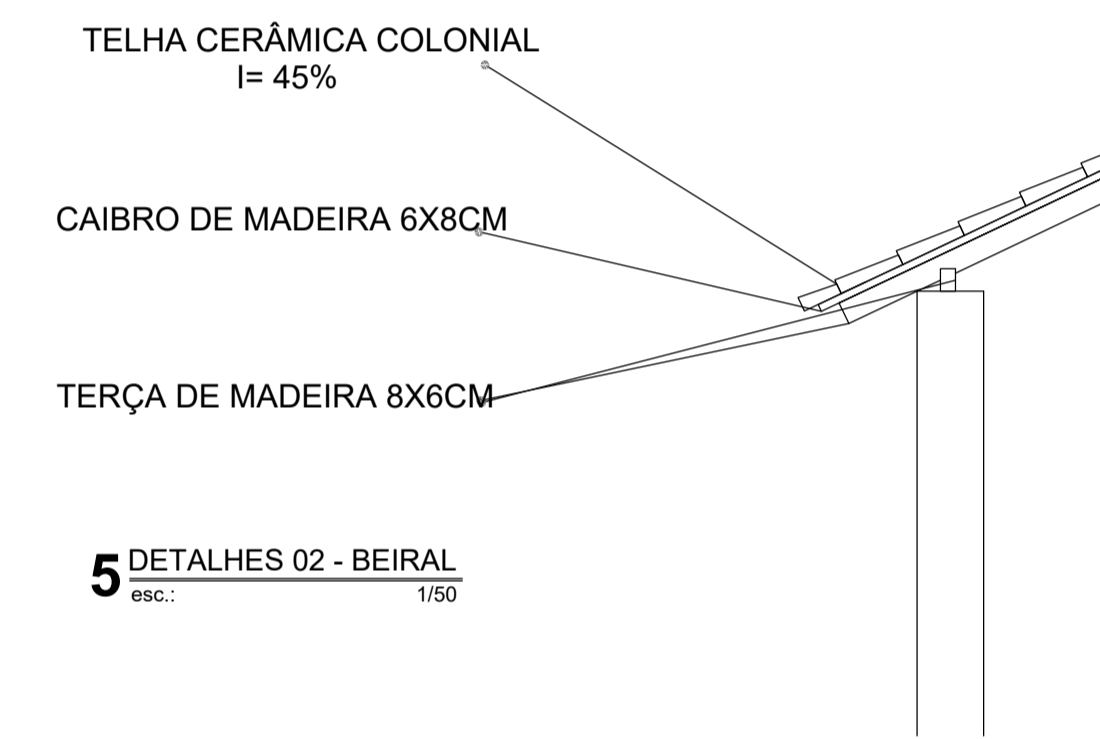 TELHA CERÂMICA COLONIAL
I= 45%
CAIBRO DE MADEIRA 6X8CM
TERÇA DE MADEIRA 8X6CM
5 DETALHES 02 - BEIRAL
esc.: 1/50